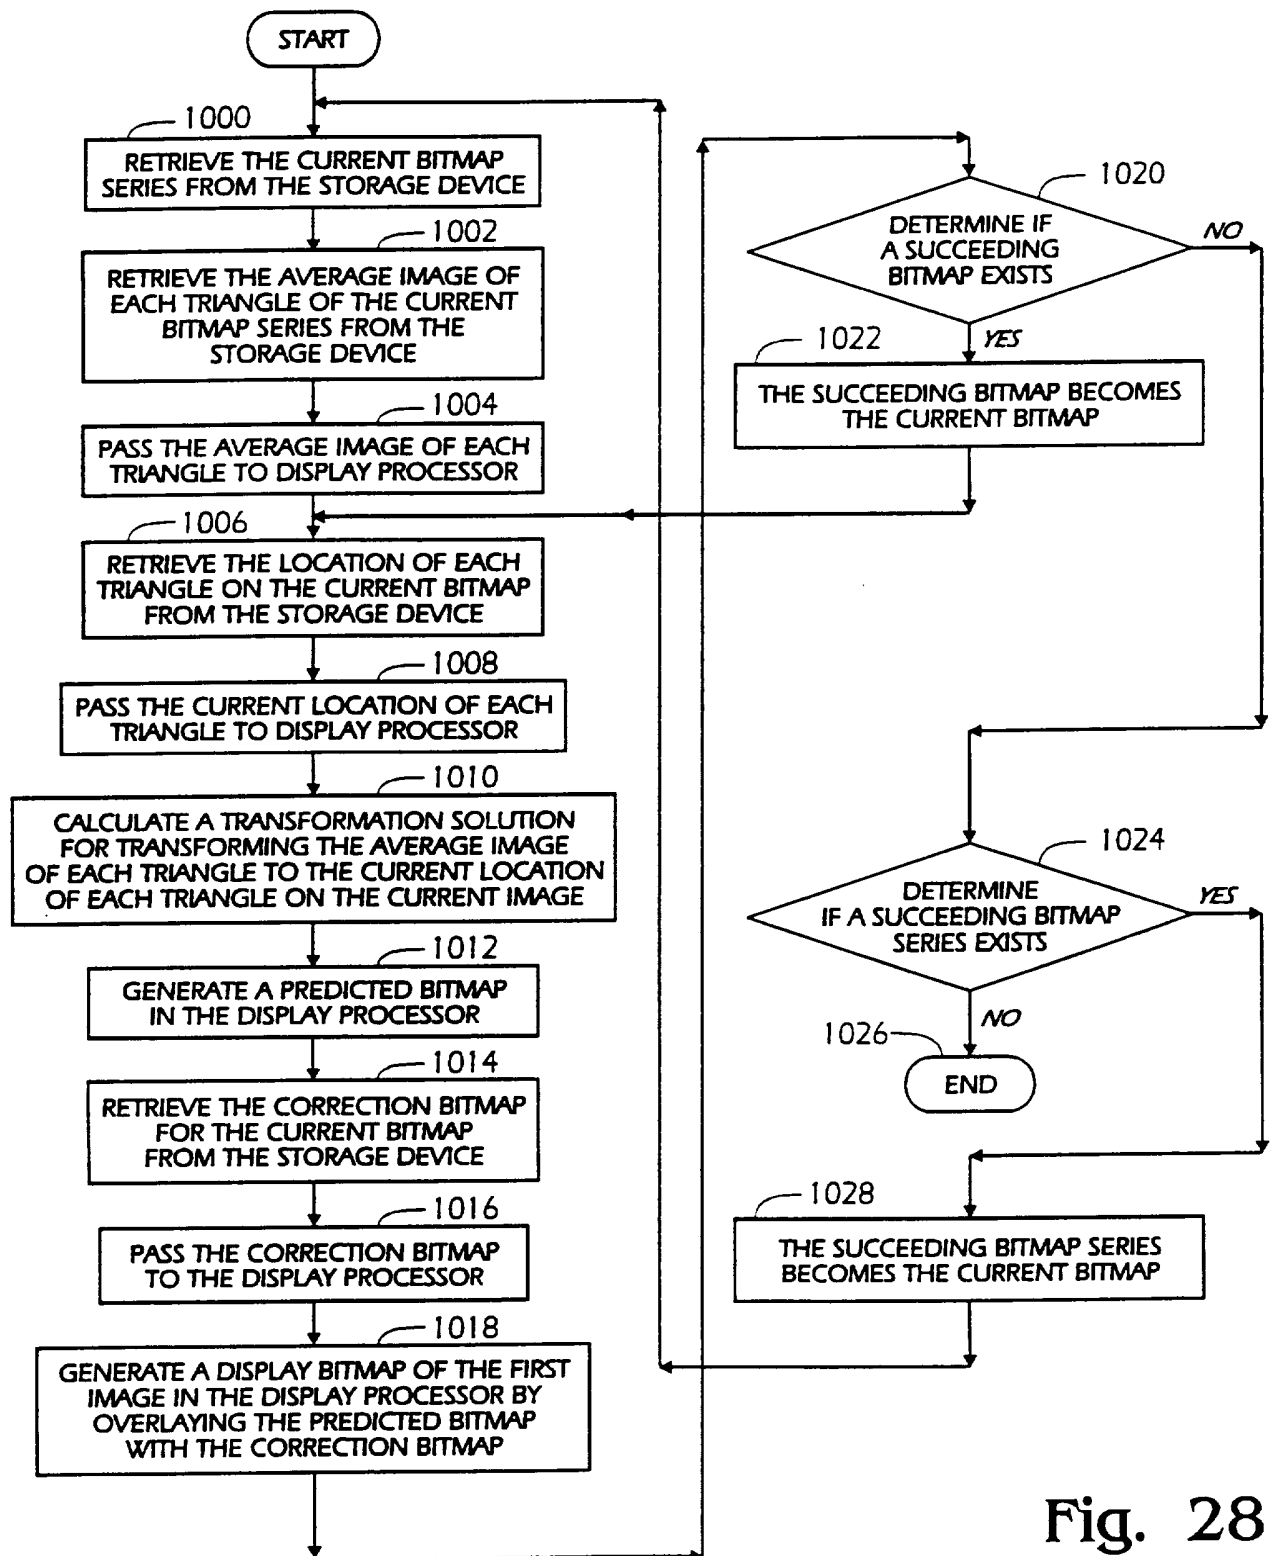 START
1000
RETRIEVE THE CURRENT BITMAP
SERIES FROM THE STORAGE DEVICE
1002
RETRIEVE THE AVERAGE IMAGE OF
EACH TRIANGLE OF THE CURRENT
BITMAP SERIES FROM THE
STORAGE DEVICE
1004
PASS THE AVERAGE IMAGE OF EACH
TRIANGLE TO DISPLAY PROCESSOR
1006
RETRIEVE THE LOCATION OF EACH
TRIANGLE ON THE CURRENT BITMAP
FROM THE STORAGE DEVICE
1008
PASS THE CURRENT LOCATION OF EACH
TRIANGLE TO DISPLAY PROCESSOR
1010
CALCULATE A TRANSFORMATION SOLUTION
FOR TRANSFORMING THE AVERAGE IMAGE
OF EACH TRIANGLE TO THE CURRENT LOCATION
OF EACH TRIANGLE ON THE CURRENT IMAGE
1012
GENERATE A PREDICTED BITMAP
IN THE DISPLAY PROCESSOR
1014
RETRIEVE THE CORRECTION BITMAP
FOR THE CURRENT BITMAP
FROM THE STORAGE DEVICE
1016
PASS THE CORRECTION BITMAP
TO THE DISPLAY PROCESSOR
1018
GENERATE A DISPLAY BITMAP OF THE FIRST
IMAGE IN THE DISPLAY PROCESSOR BY
OVERLAYING THE PREDICTED BITMAP
WITH THE CORRECTION BITMAP
1020
DETERMINE IF
A SUCCEEDING
BITMAP EXISTS
NO
YES
1022
THE SUCCEEDING BITMAP BECOMES
THE CURRENT BITMAP
1024
DETERMINE
IF A SUCCEEDING BITMAP
SERIES EXISTS
YES
NO
1026
END
1028
THE SUCCEEDING BITMAP SERIES
BECOMES THE CURRENT BITMAP
Fig. 28